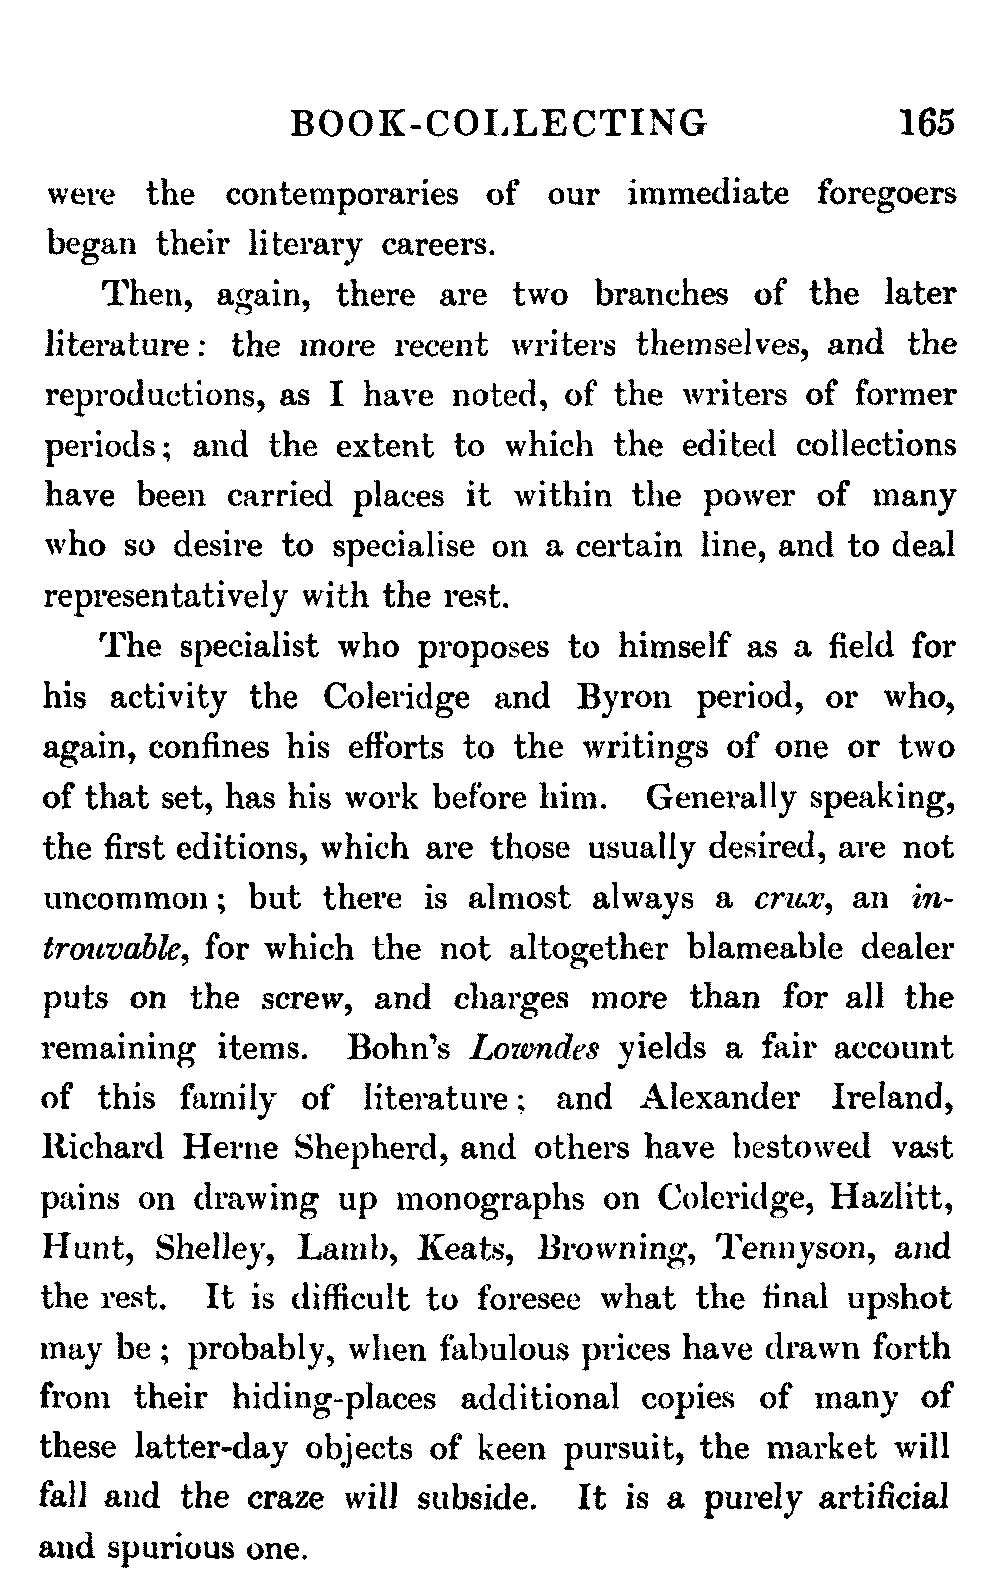 BOOK-COLLECTING 165
were the contemporaries of our immediate foregoers
began their literary careers.
Then, again, there are two branches of the later
literature: the more recent writers themselves, and the
reproductions, as I have noted, of the writers of former
periods; and the extent to which the edited collections
have been carried places it within the power of many
who so desire to specialise on a certain line, and to deal
representatively with the rest.
The specialist who proposes to himself as a field for
his activity the Coleridge and Byron period, or who,
again, confines his efforts to the writings of one or two
of that set, has his work before him. Generally speaking,
the first editions, which are those usually desired, are not
uncommon; but there is almost always a crux, an in-
trouvable, for which the not altogether blameable dealer
puts on the screw, and charges more than for all the
remaining items. Bohn's Lowndes yields a fair account
of this family of literature; and Alexander Ireland,
Richard Herne Shepherd, and others have bestowed vast
pains on drawing up monographs on Coleridge, Hazlitt,
Hunt, Shelley, Lamb, Keats, Browning, Tennyson, and
the rest. It is difficult to foresee what the final upshot
may be; probably, when fabulous prices have drawn forth
from their hiding-places additional copies of many of
these latter-day objects of keen pursuit, the market will
fall and the craze will subside. It is a purely artificial
and spurious one.